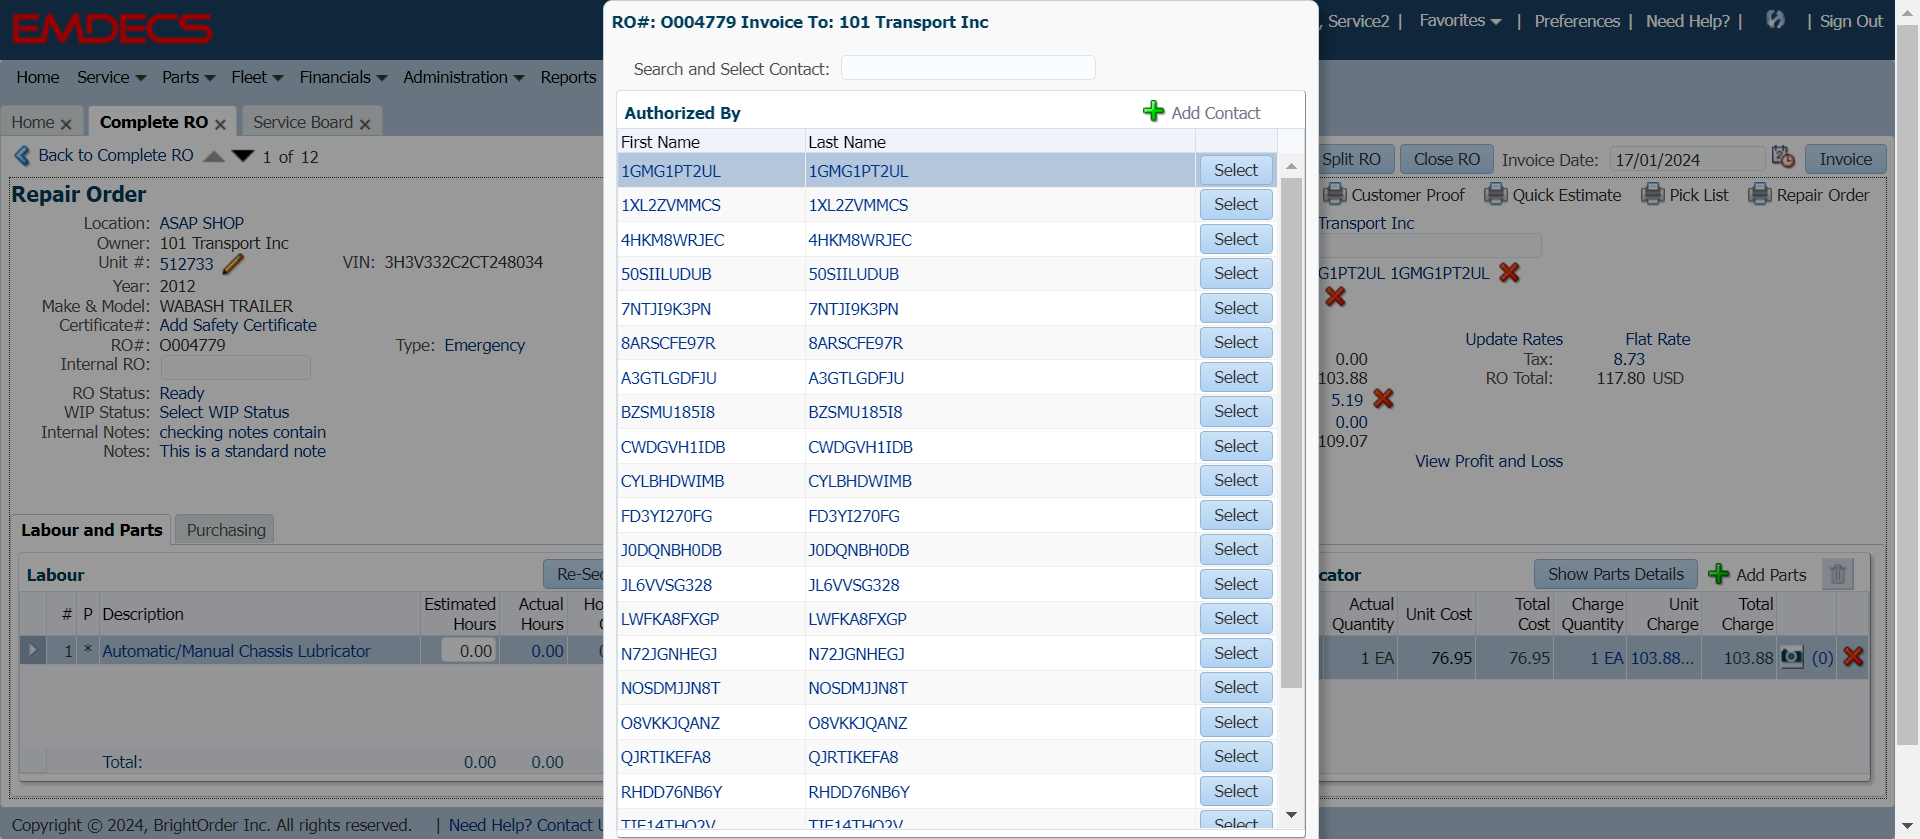 EMDECS
, Service2 | Favorites | Preferences | Need Help? | | Sign Out
Home Service Parts Fleet Financials Administration Reports
Home Complete RO Service Board
Back to Complete RO 1 of 12
Split RO Close RO Invoice Date: 17/01/2024 Invoice
Customer Proof Quick Estimate Pick List Repair Order
Repair Order
Location: ASAP SHOP
Owner: 101 Transport Inc
Unit #: 512733 VIN: 3H3V332C2CT248034
Year: 2012
Make & Model: WABASH TRAILER
Certificate#: Add Safety Certificate
RO#: O004779 Type: Emergency
Internal RO:
RO Status: Ready
WIP Status: Select WIP Status
Internal Notes: checking notes contain
Notes: This is a standard note
Labour and Parts Purchasing
Labour Re-Sec
# P Description Estimated Hours Actual Hours
1 * Automatic/Manual Chassis Lubricator 0.00 0.00
Total: 0.00 0.00
RO#: O004779 Invoice To: 101 Transport Inc
Search and Select Contact:
Authorized By Add Contact
First Name Last Name
1GMG1PT2UL 1GMG1PT2UL Select
1XL2ZVMMCS 1XL2ZVMMCS Select
4HKM8WRJEC 4HKM8WRJEC Select
50SIILUDUB 50SIILUDUB Select
7NTJI9K3PN 7NTJI9K3PN Select
8ARSCFE97R 8ARSCFE97R Select
A3GTLGDFJU A3GTLGDFJU Select
BZSMU185I8 BZSMU185I8 Select
CWDGVH1IDB CWDGVH1IDB Select
CYLBHDWIMB CYLBHDWIMB Select
FD3YI270FG FD3YI270FG Select
J0DQNBH0DB J0DQNBH0DB Select
JL6VVSG328 JL6VVSG328 Select
LWFKA8FXGP LWFKA8FXGP Select
N72JGNHEGJ N72JGNHEGJ Select
NOSDMJJN8T NOSDMJJN8T Select
O8VKKJQANZ O8VKKJQANZ Select
QJRTIKEFA8 QJRTIKEFA8 Select
RHDD76NB6Y RHDD76NB6Y Select
Select
Transport Inc
G1PT2UL 1GMG1PT2UL
Update Rates Flat Rate
0.00 Tax: 8.73
103.88 RO Total: 117.80 USD
5.19
0.00
109.07
View Profit and Loss
cator Show Parts Details Add Parts
Actual Quantity Unit Cost Total Cost Charge Quantity Unit Charge Total Charge
1 EA 76.95 76.95 1 EA 103.88... 103.88 (0)
Copyright © 2024, BrightOrder Inc. All rights reserved. | Need Help? Contact U